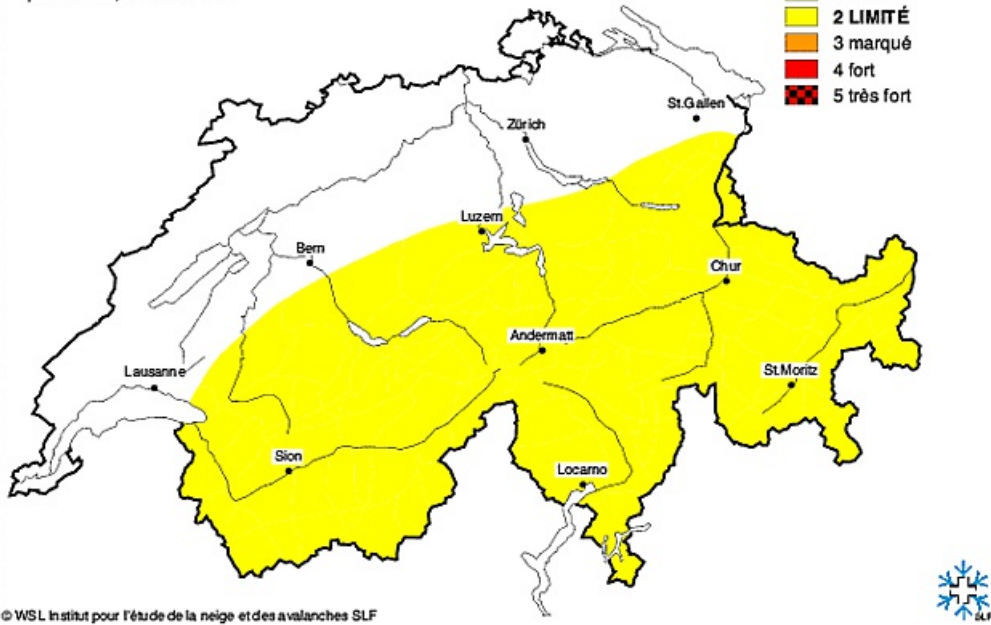 2 LIMITÉ
3 marqué
4 fort
5 très fort
St.Gallen
Zürich
Luzern
Bern
Chur
Andermatt
Lausanne
St.Moritz
Sion
Locarno
© WSL Institut pour l'étude de la neige et des avalanches SLF
SLF